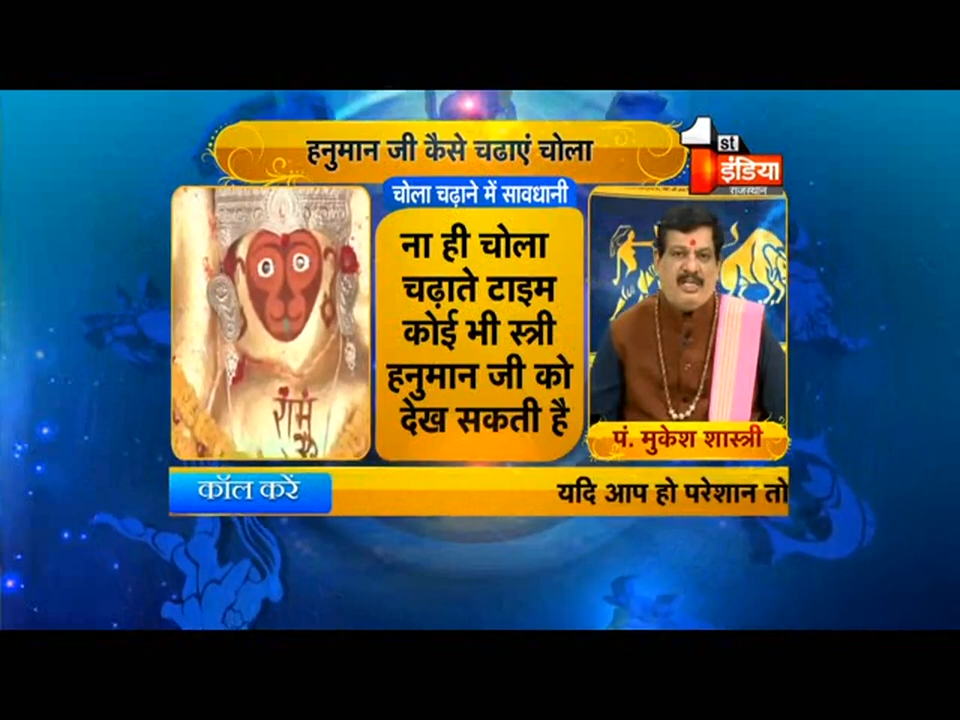 हनुमान जी कैसे चढाएं चोला
1st
इंडिया
राजस्थान
चोला चढ़ाने में सावधानी
ना ही चोला
चढ़ाते टाइम
कोई भी स्त्री
हनुमान जी को
देख सकती है
राम
पं. मुकेश शास्त्री
कॉल करें
यदि आप हो परेशान तो